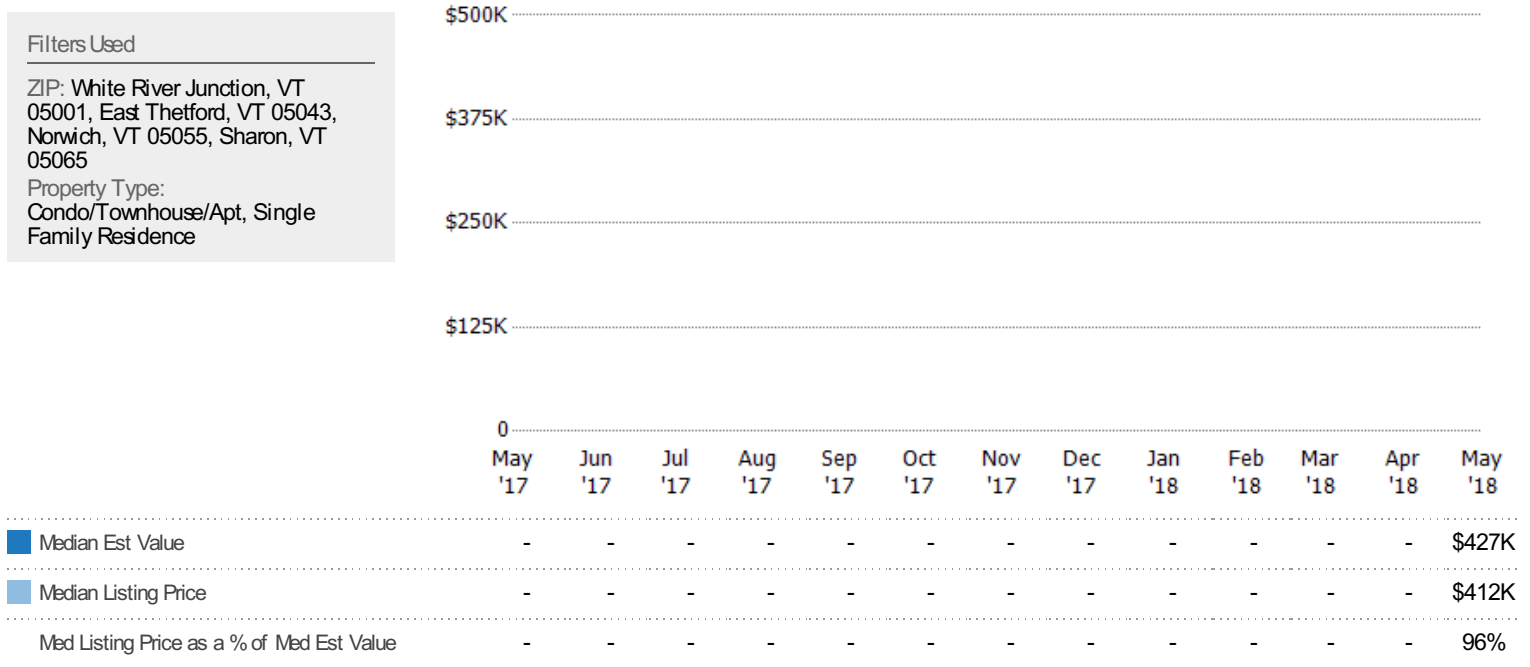 Filters Used
ZIP: White River Junction, VT
05001, East Thetford, VT 05043,
Norwich, VT 05055, Sharon, VT
05065
Property Type:
Condo/Townhouse/Apt, Single
Family Residence
$500K
$375K
$250K
$125K
0
May Jun Jul Aug Sep Oct Nov Dec Jan Feb Mar Apr May
'17 '17 '17 '17 '17 '17 '17 '17 '18 '18 '18 '18 '18
Median Est Value - - - - - - - - - - - - $427K
Median Listing Price - - - - - - - - - - - - $412K
Med Listing Price as a % of Med Est Value - - - - - - - - - - - - 96%